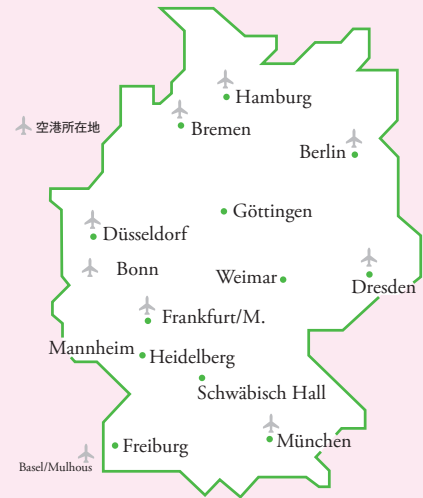 Hamburg
空港所在地
Bremen
Berlin
Göttingen
Düsseldorf
Bonn
Weimar
Dresden
Frankfurt/M.
Mannheim
Heidelberg
Schwäbisch Hall
München
Freiburg
Basel/Mulhous